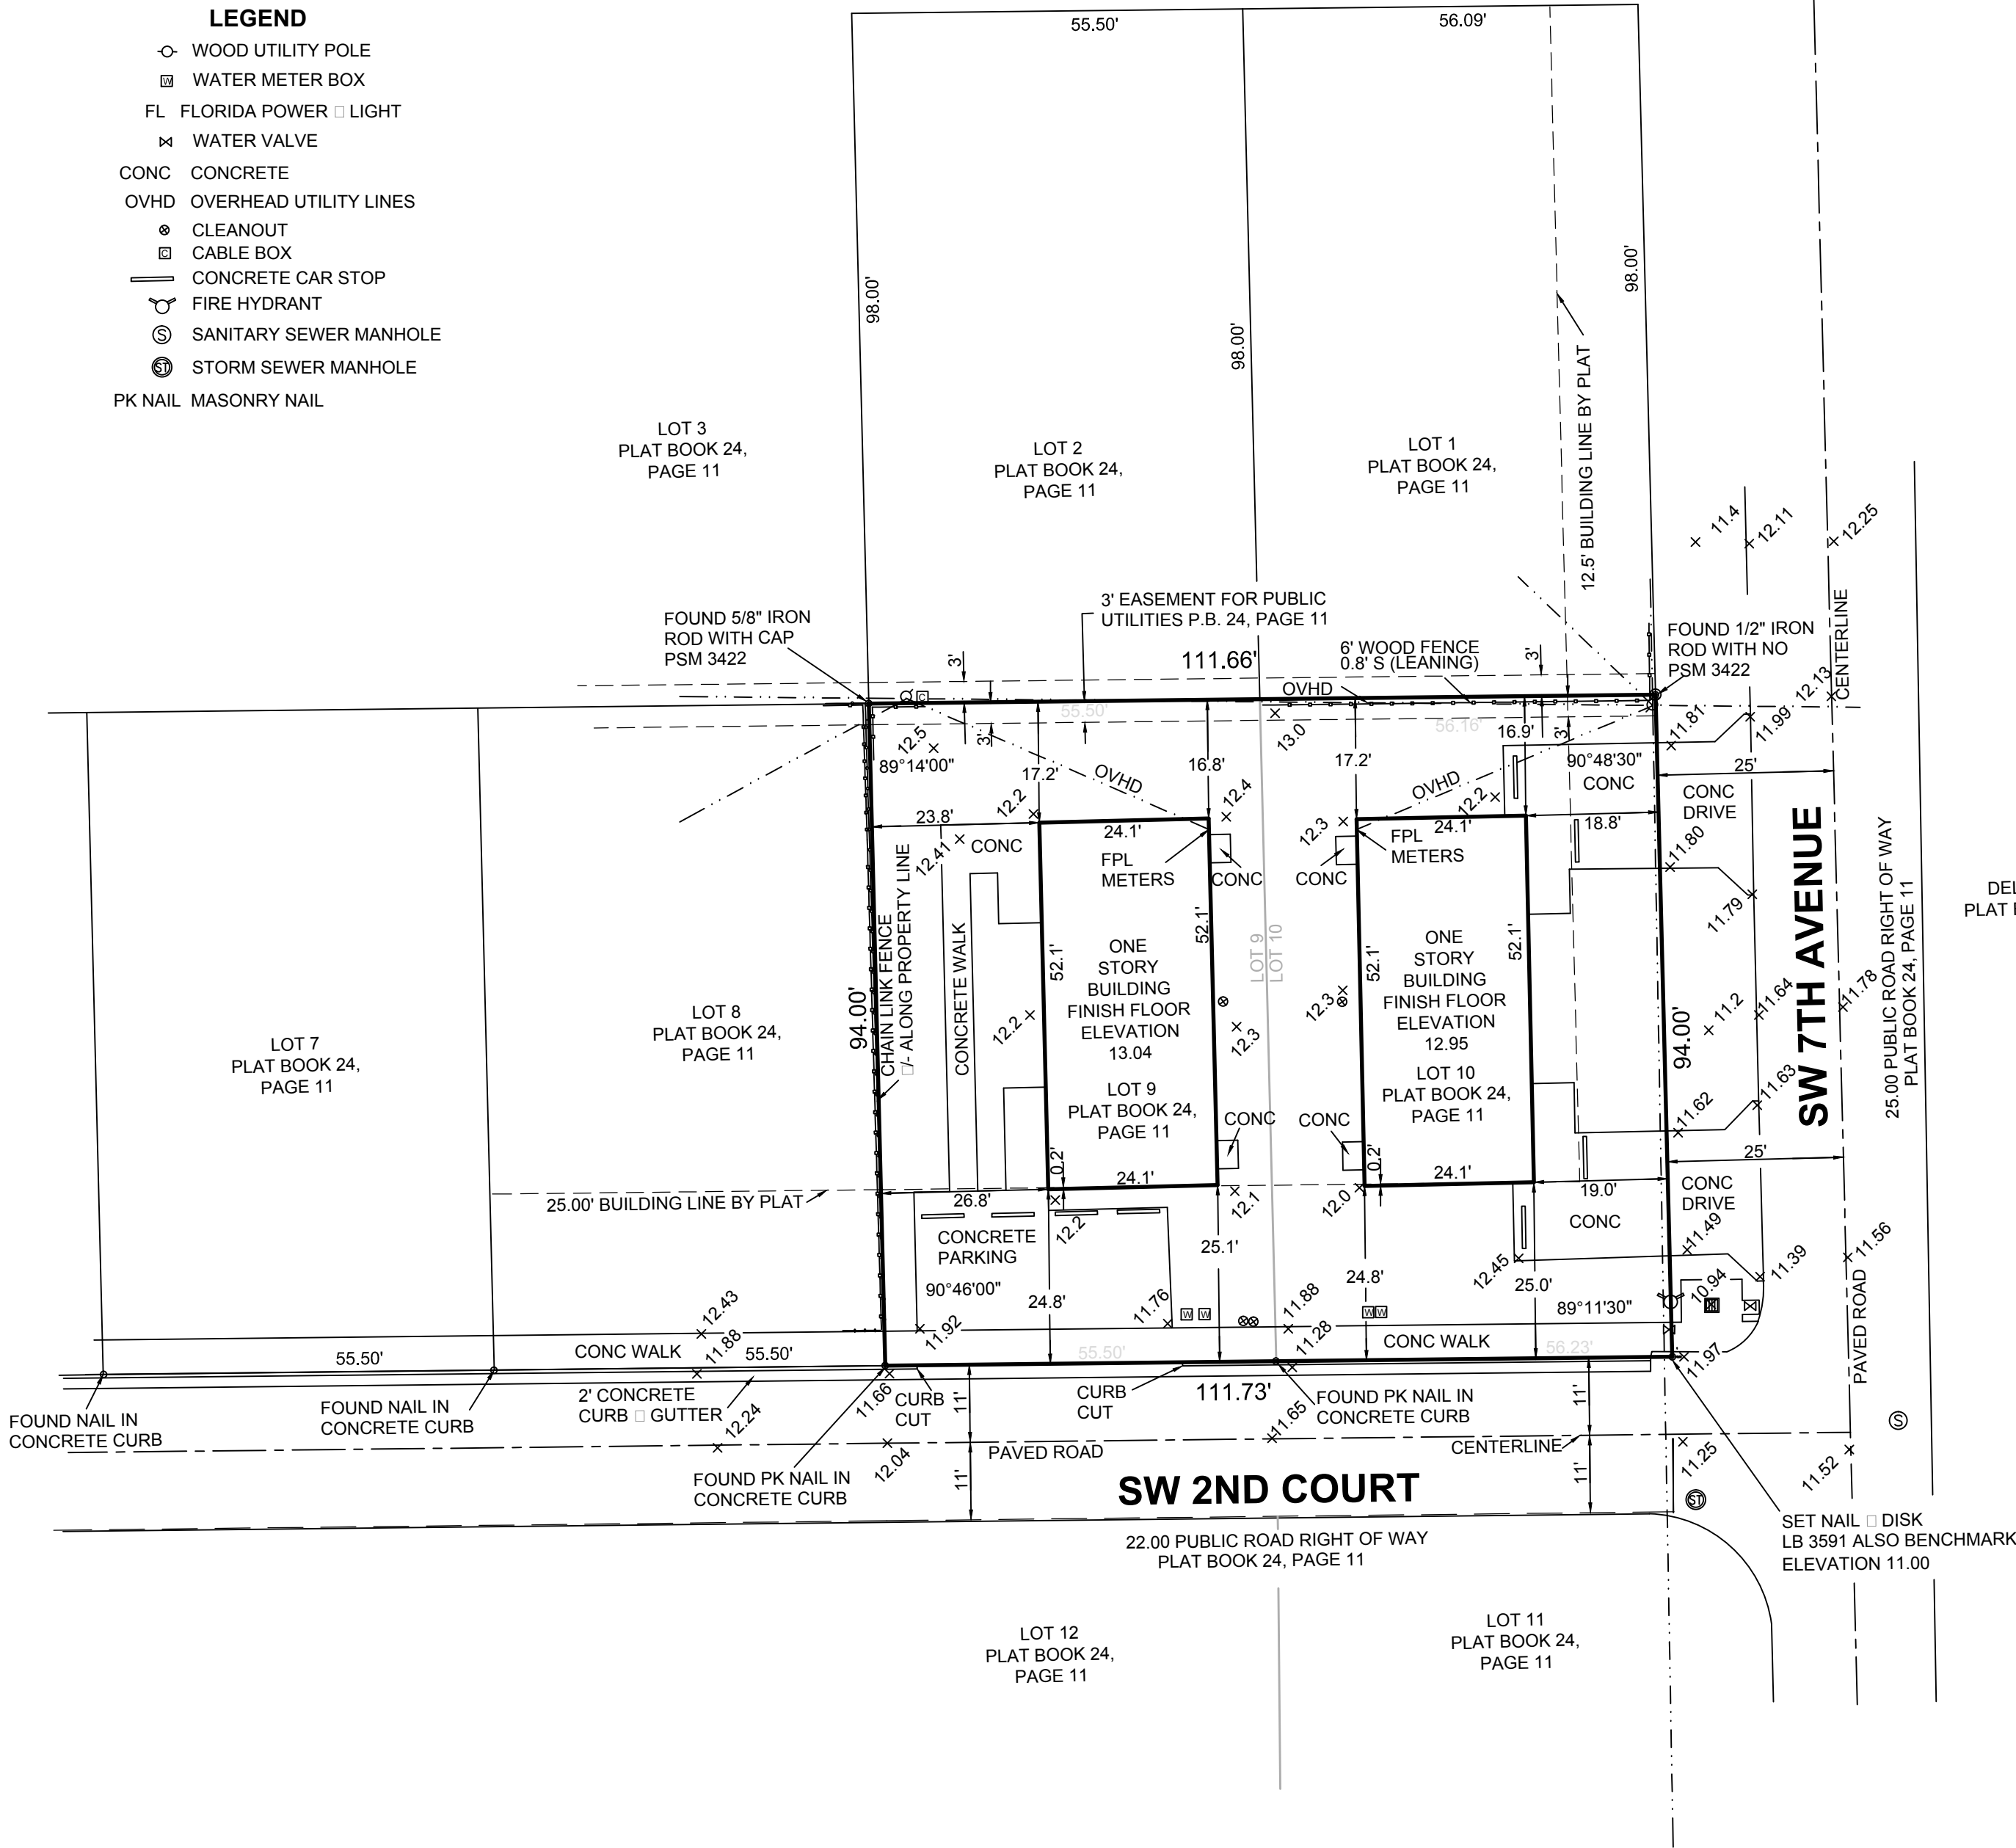 LEGEND
WOOD UTILITY POLE
W WATER METER BOX
FL FLORIDA POWER □ LIGHT
WATER VALVE
CONC CONCRETE
OVHD OVERHEAD UTILITY LINES
CLEANOUT
C CABLE BOX
CONCRETE CAR STOP
FIRE HYDRANT
S SANITARY SEWER MANHOLE
ST STORM SEWER MANHOLE
PK NAIL MASONRY NAIL
55.50'
56.09'
98.00'
98.00'
98.00'
12.5' BUILDING LINE BY PLAT
LOT 3
PLAT BOOK 24,
PAGE 11
LOT 2
PLAT BOOK 24,
PAGE 11
LOT 1
PLAT BOOK 24,
PAGE 11
11.4
12.11
12.25
FOUND 5/8" IRON
ROD WITH CAP
PSM 3422
3' EASEMENT FOR PUBLIC
UTILITIES P.B. 24, PAGE 11
111.66'
6' WOOD FENCE
0.8' S (LEANING)
OVHD
3'
3'
3'
3'
FOUND 1/2" IRON
ROD WITH NO
PSM 3422
CENTERLINE
12.13
11.99
11.81
C
55.50'
56.16'
12.5
89°14'00"
13.0
17.2'
OVHD
16.8'
17.2'
OVHD
16.9'
90°48'30"
CONC
25'
CONC
DRIVE
12.2
12.4
12.3
12.2
23.8'
24.1'
24.1'
18.8'
12.41
CONC
FPL
METERS
CONC
CONC
FPL
METERS
11.80
11.79
SW 7TH AVENUE
25.00 PUBLIC ROAD RIGHT OF WAY
PLAT BOOK 24, PAGE 11
DEL
PLAT
CHAIN LINK FENCE
□/- ALONG PROPERTY LINE
CONCRETE WALK
94.00'
52.1'
52.1'
52.1'
52.1'
ONE
STORY
BUILDING
FINISH FLOOR
ELEVATION
13.04
LOT 9
PLAT BOOK 24,
PAGE 11
LOT 9
LOT 10
ONE
STORY
BUILDING
FINISH FLOOR
ELEVATION
12.95
LOT 10
PLAT BOOK 24,
PAGE 11
12.2
12.3
12.3
94.00'
11.2
11.64
11.78
11.63
11.62
LOT 7
PLAT BOOK 24,
PAGE 11
LOT 8
PLAT BOOK 24,
PAGE 11
CONC
CONC
0.2'
0.2'
24.1'
24.1'
25'
25.00' BUILDING LINE BY PLAT
26.8'
12.2
12.1
12.0
19.0'
CONC
CONC
DRIVE
CONCRETE
PARKING
90°46'00"
24.8'
25.1'
24.8'
25.0'
12.45
11.49
11.39
11.56
10.94
89°11'30"
11.76
W W
W W
11.88
11.28
11.92
12.43
11.88
CONC WALK
CONC WALK
55.50'
55.50'
55.50'
56.23'
11.97
PAVED ROAD
FOUND NAIL IN
CONCRETE CURB
FOUND NAIL IN
CONCRETE CURB
2' CONCRETE
CURB □ GUTTER
12.24
11.66
CURB
CUT
11'
CURB
CUT
111.73'
FOUND PK NAIL IN
CONCRETE CURB
11.65
11'
S
12.04
PAVED ROAD
CENTERLINE
11.25
11.52
FOUND PK NAIL IN
CONCRETE CURB
11'
SW 2ND COURT
11'
ST
SET NAIL □ DISK
LB 3591 ALSO BENCHMARK
ELEVATION 11.00
22.00 PUBLIC ROAD RIGHT OF WAY
PLAT BOOK 24, PAGE 11
LOT 12
PLAT BOOK 24,
PAGE 11
LOT 11
PLAT BOOK 24,
PAGE 11